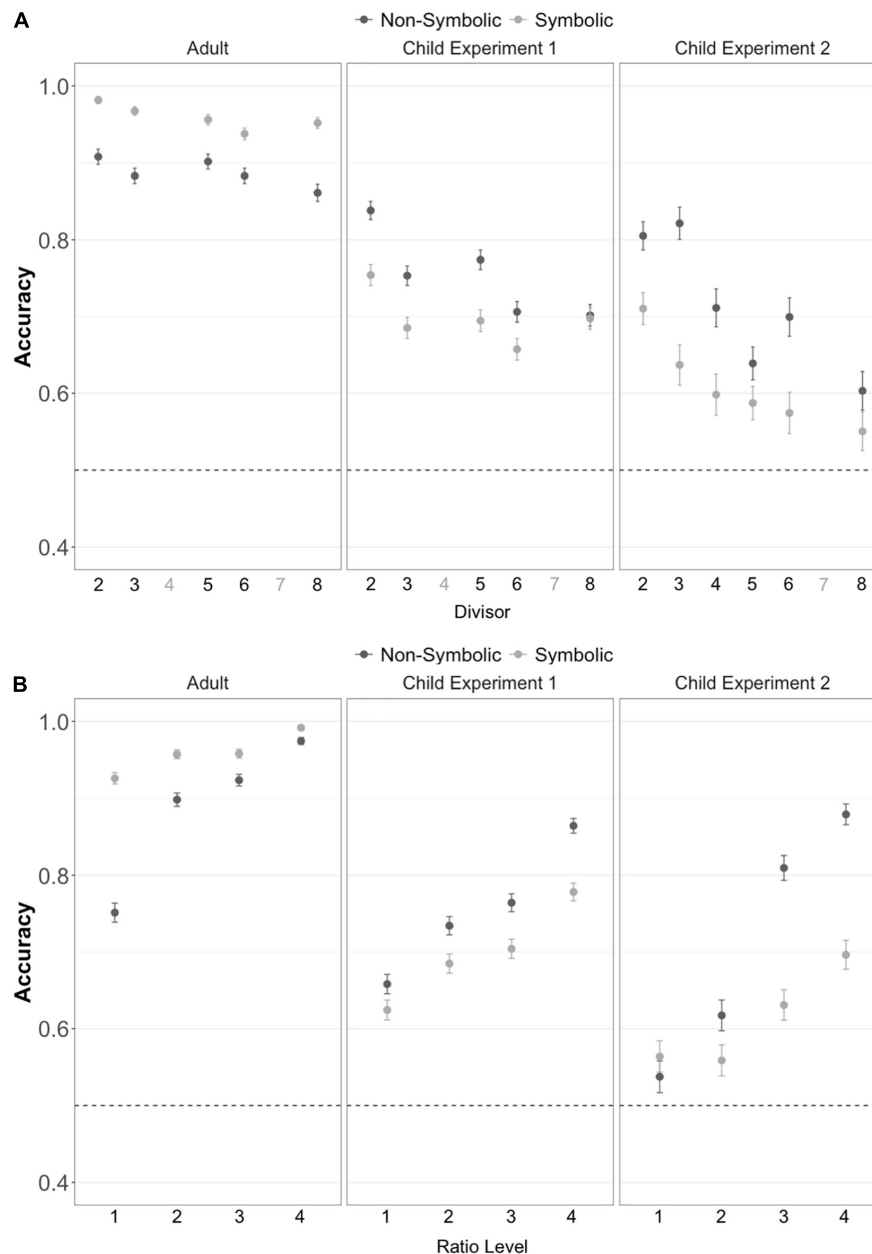 A
Non-Symbolic Symbolic
Adult Child Experiment 1 Child Experiment 2
1.0
0.8
0.6
0.4
Accuracy
2 3 4 5 6 7 8 2 3 4 5 6 7 8 2 3 4 5 6 7 8
Divisor
B
Non-Symbolic Symbolic
Adult Child Experiment 1 Child Experiment 2
1.0
0.8
0.6
0.4
Accuracy
1 2 3 4 1 2 3 4 1 2 3 4
Ratio Level